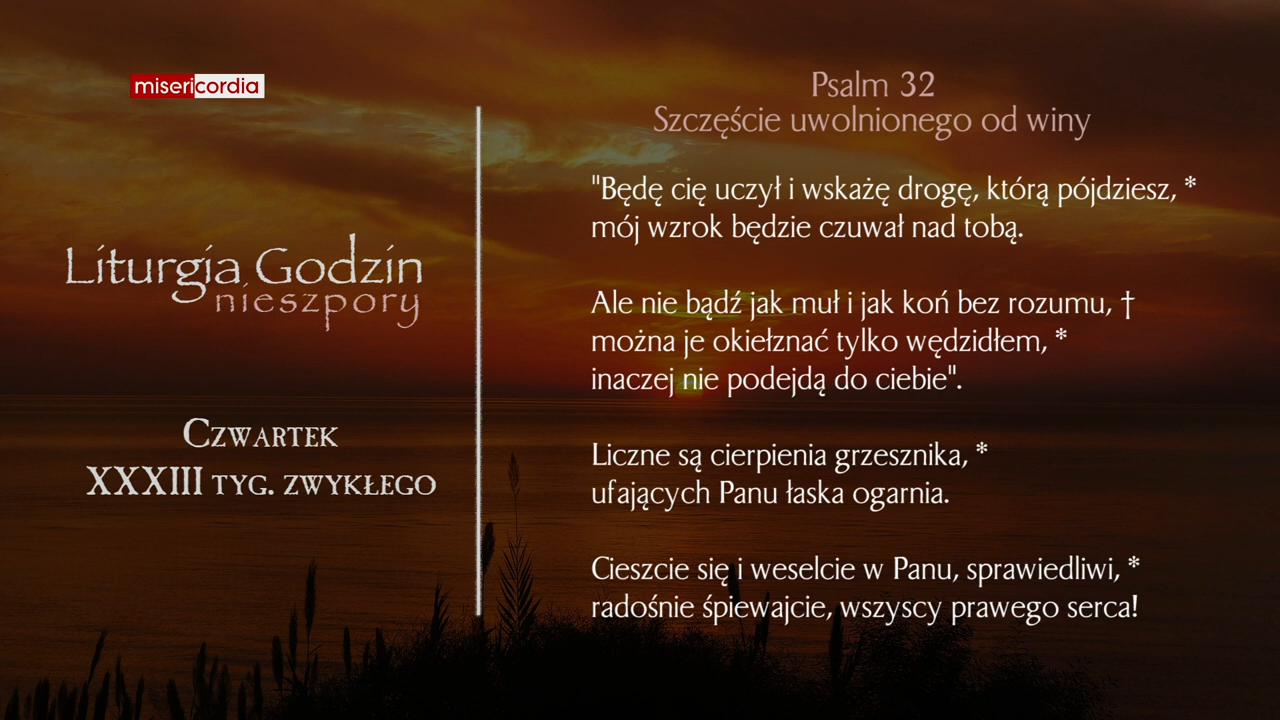 misericordia
Liturgia Godzin
nieszpory
Czwartek
XXXIII tyg. zwykłego
Psalm 32
Szczęście uwolnionego od winy
"Będę cię uczył i wskażę drogę, którą pójdziesz, *
mój wzrok będzie czuwał nad tobą.
Ale nie bądź jak muł i jak koń bez rozumu, †
można je okiełznać tylko wędzidłem, *
inaczej nie podejdą do ciebie".
Liczne są cierpienia grzesznika, *
ufających Panu łaska ogarnia.
Cieszcie się i weselcie w Panu, sprawiedliwi, *
radośnie śpiewajcie, wszyscy prawego serca!